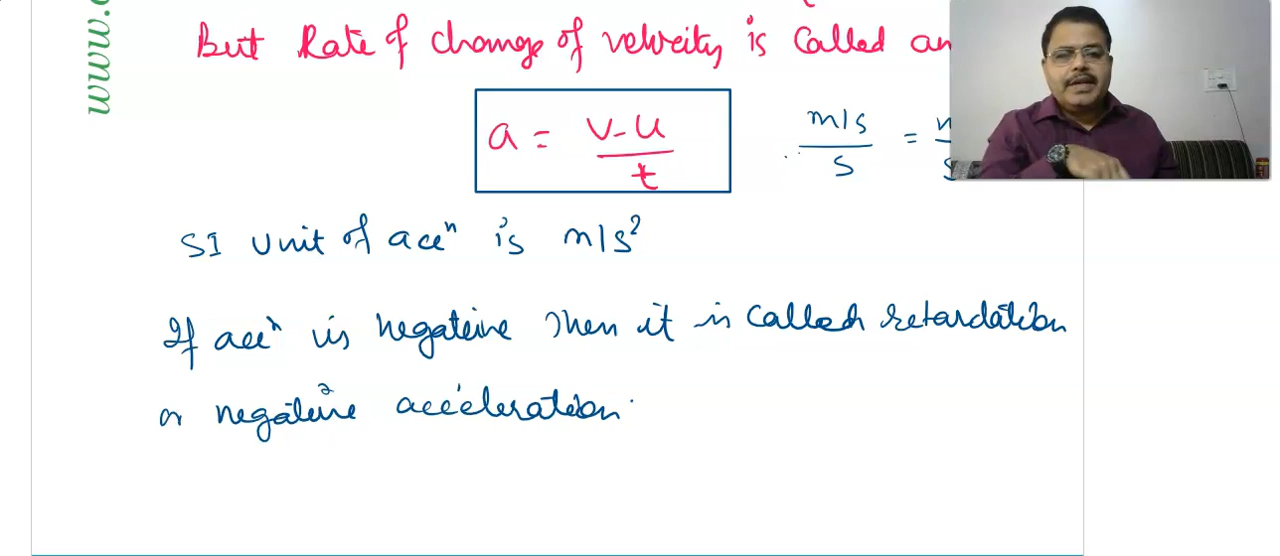 www.
But Rate of change of velocity is called
a = v-u / t
m/s / s =
SI unit of accⁿ is m/s²
If accⁿ is negative then it is called retardation
or negative acceleration.